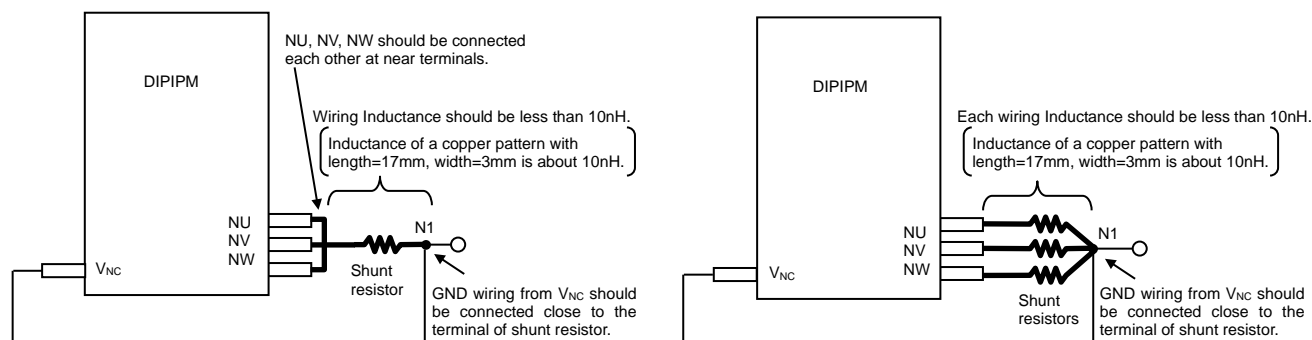 NU, NV, NW should be connected
each other at near terminals.
DIPIPM
Wiring Inductance should be less than 10nH.
Inductance of a copper pattern with
length=17mm, width=3mm is about 10nH.
NU
NV
NW
N1
VNC
Shunt
resistor
GND wiring from VNC should
be connected close to the
terminal of shunt resistor.
DIPIPM
Each wiring Inductance should be less than 10nH.
Inductance of a copper pattern with
length=17mm, width=3mm is about 10nH.
NU
NV
NW
N1
VNC
Shunt
resistors
GND wiring from VNC should
be connected close to the
terminal of shunt resistor.